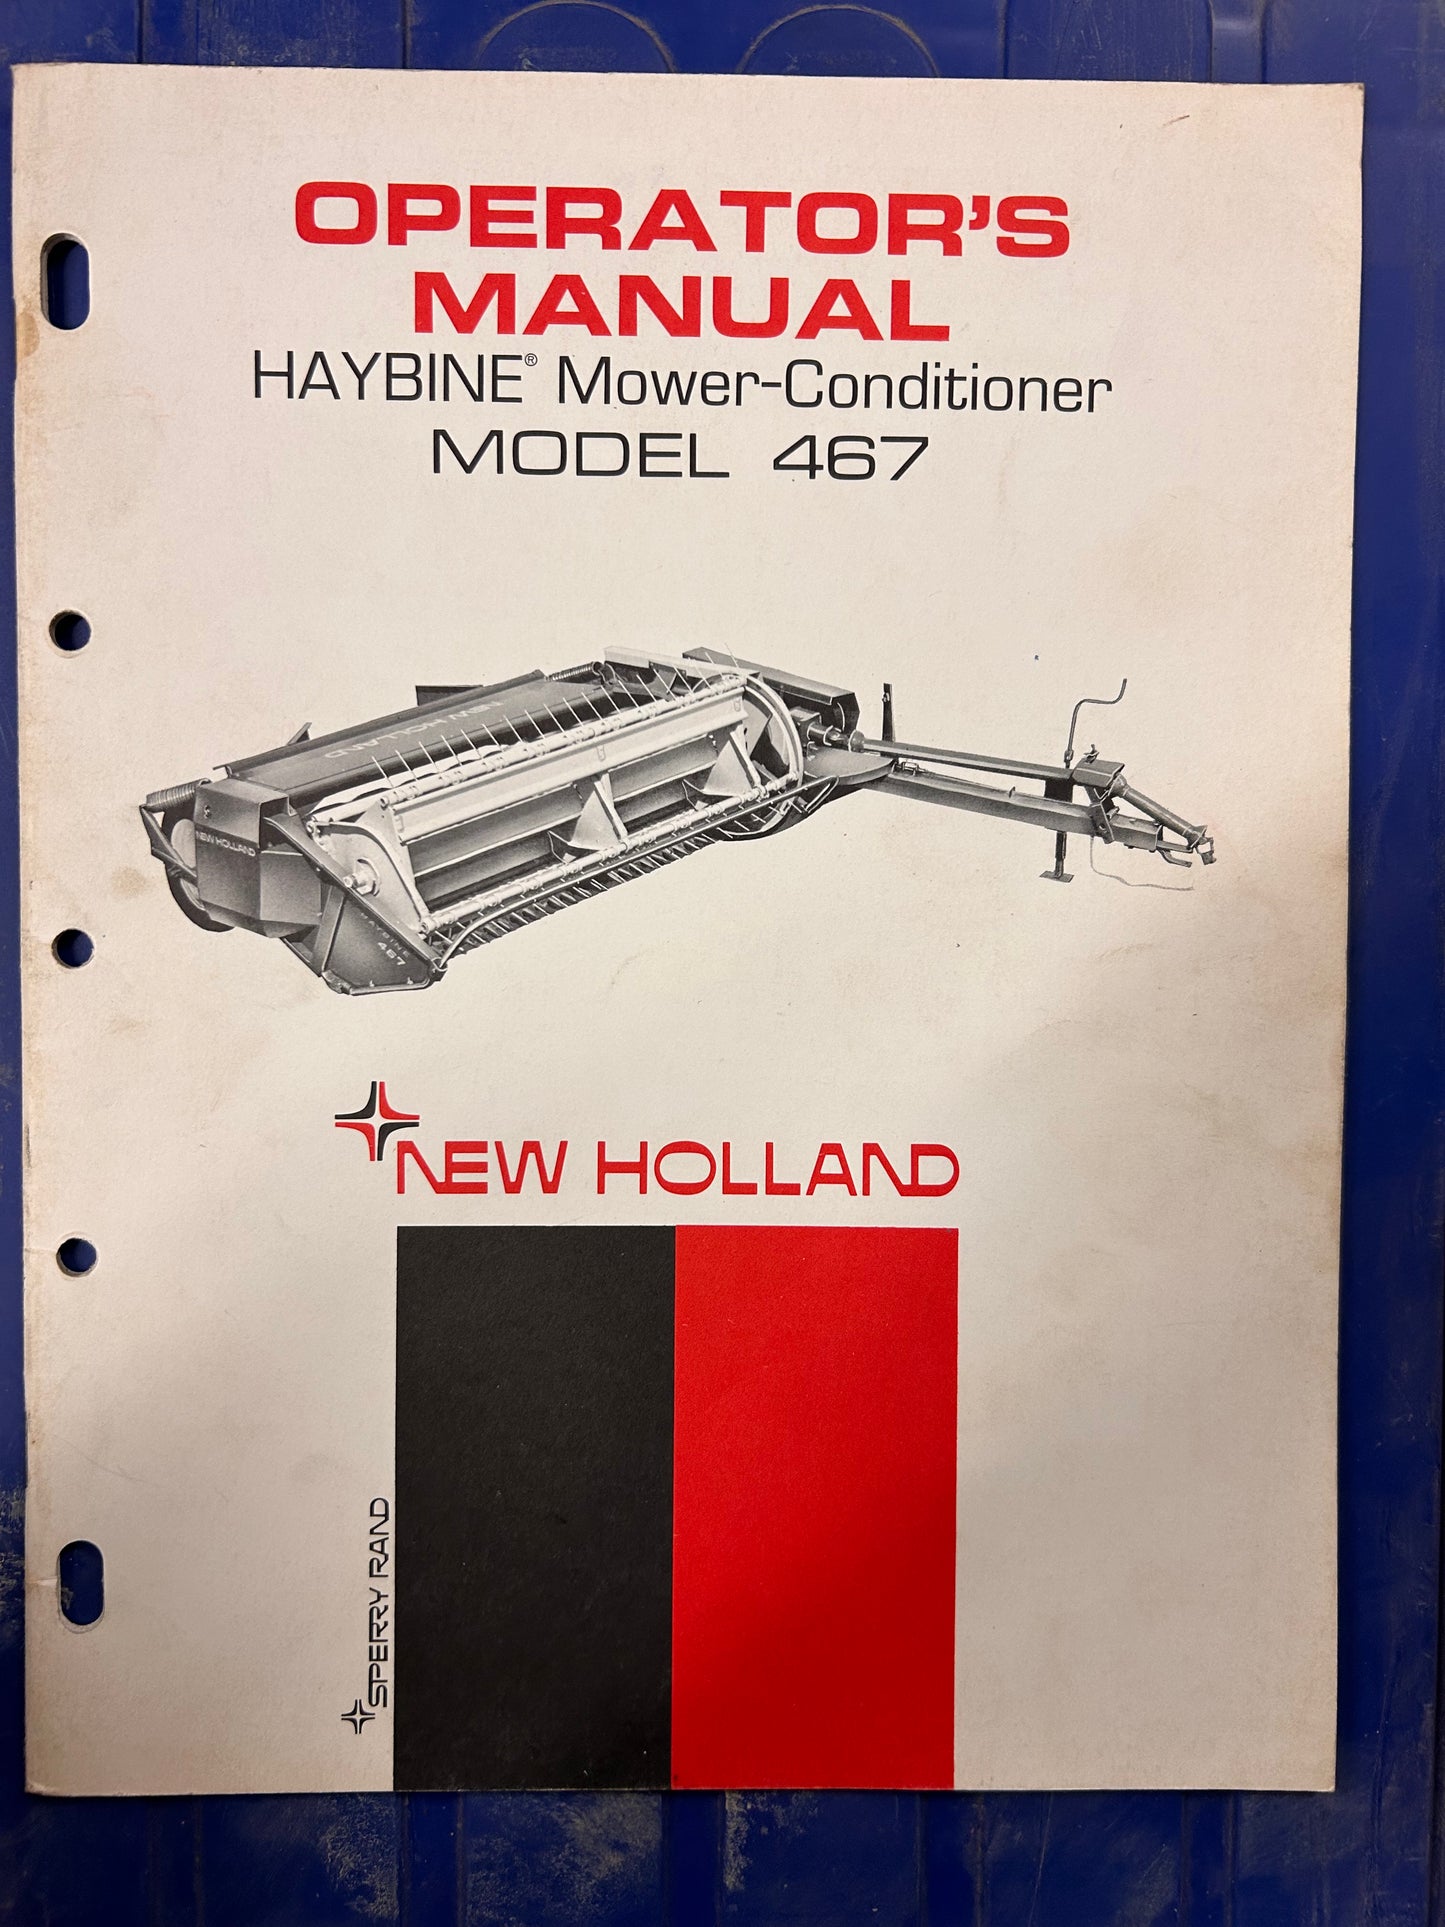 OPERATOR'S
MANUAL
HAYBINE® Mower-Conditioner
MODEL 467
NEW HOLLAND
NEW HOLLAND
HAYBINE
467
NEW HOLLAND
SPERRY RAND